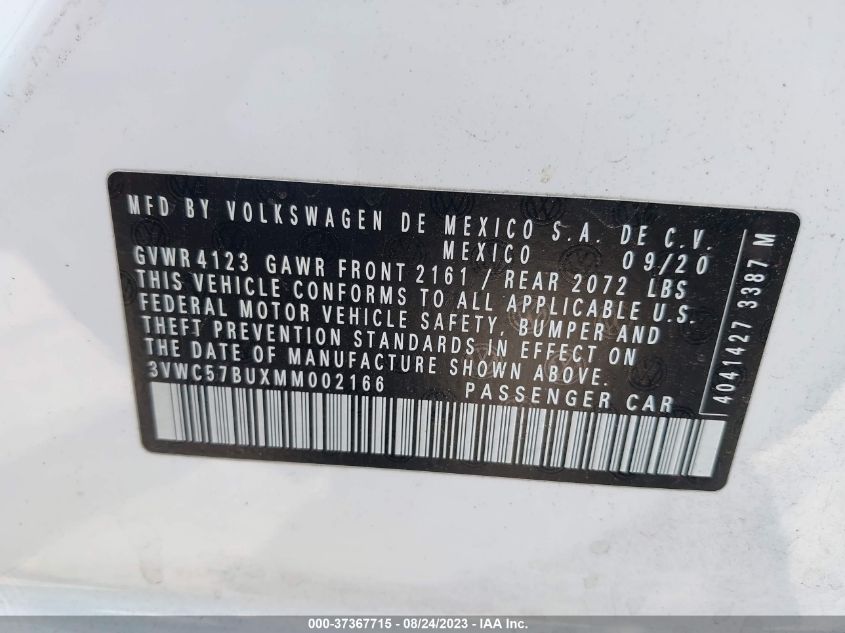 MFD BY VOLKSWAGEN DE MEXICO S.A. DE C.V.
MEXICO 09/20
GVWR 4123 GAWR FRONT 2161 / REAR 2072 LBS
THIS VEHICLE CONFORMS TO ALL APPLICABLE U.S.
FEDERAL MOTOR VEHICLE SAFETY, BUMPER AND
THEFT PREVENTION STANDARDS IN EFFECT ON
THE DATE OF MANUFACTURE SHOWN ABOVE.
3VWC57BUXMM002166 PASSENGER CAR
4041427 3387 M
000-37367715 - 08/24/2023 - IAA Inc.